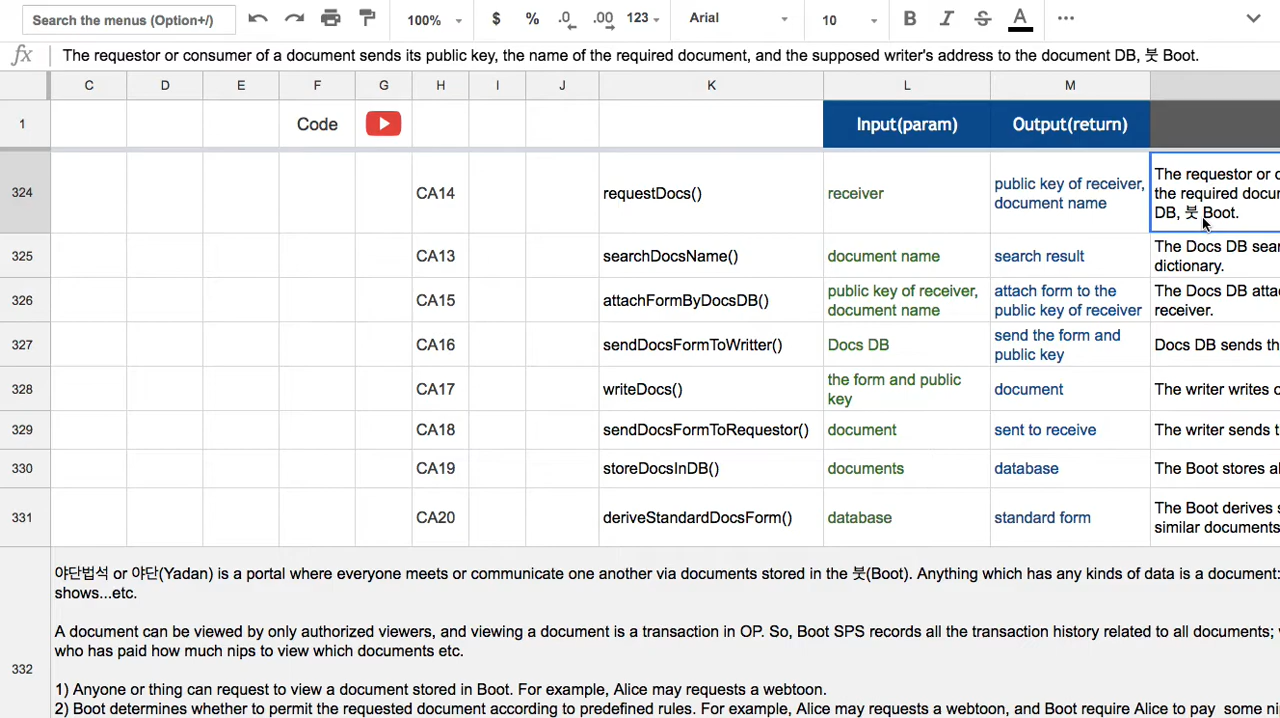 Search the menus (Option+/)
100%
$ % .0 .00 123
Arial
10
B I S A
fx The requestor or consumer of a document sends its public key, the name of the required document, and the supposed writer's address to the document DB, 붓 Boot.
C D E F G H I J K L M
1 Code Input(param) Output(return)
324 CA14 requestDocs() receiver public key of receiver, document name The requestor or c
the required docum
DB, 붓 Boot.
325 CA13 searchDocsName() document name search result The Docs DB sear
dictionary.
326 CA15 attachFormByDocsDB() public key of receiver, document name attach form to the public key of receiver The Docs DB attac
receiver.
327 CA16 sendDocsFormToWritter() Docs DB send the form and public key Docs DB sends th
328 CA17 writeDocs() the form and public key document The writer writes o
329 CA18 sendDocsFormToRequestor() document sent to receive The writer sends t
330 CA19 storeDocsInDB() documents database The Boot stores al
331 CA20 deriveStandardDocsForm() database standard form The Boot derives s
similar documents
332
야단법석 or 야단(Yadan) is a portal where everyone meets or communicate one another via documents stored in the 붓(Boot). Anything which has any kinds of data is a document:
shows...etc.
A document can be viewed by only authorized viewers, and viewing a document is a transaction in OP. So, Boot SPS records all the transaction history related to all documents;
who has paid how much nips to view which documents etc.
1) Anyone or thing can request to view a document stored in Boot. For example, Alice may requests a webtoon.
2) Boot determines whether to permit the requested document according to predefined rules. For example, Alice may requests a webtoon, and Boot require Alice to pay some ni